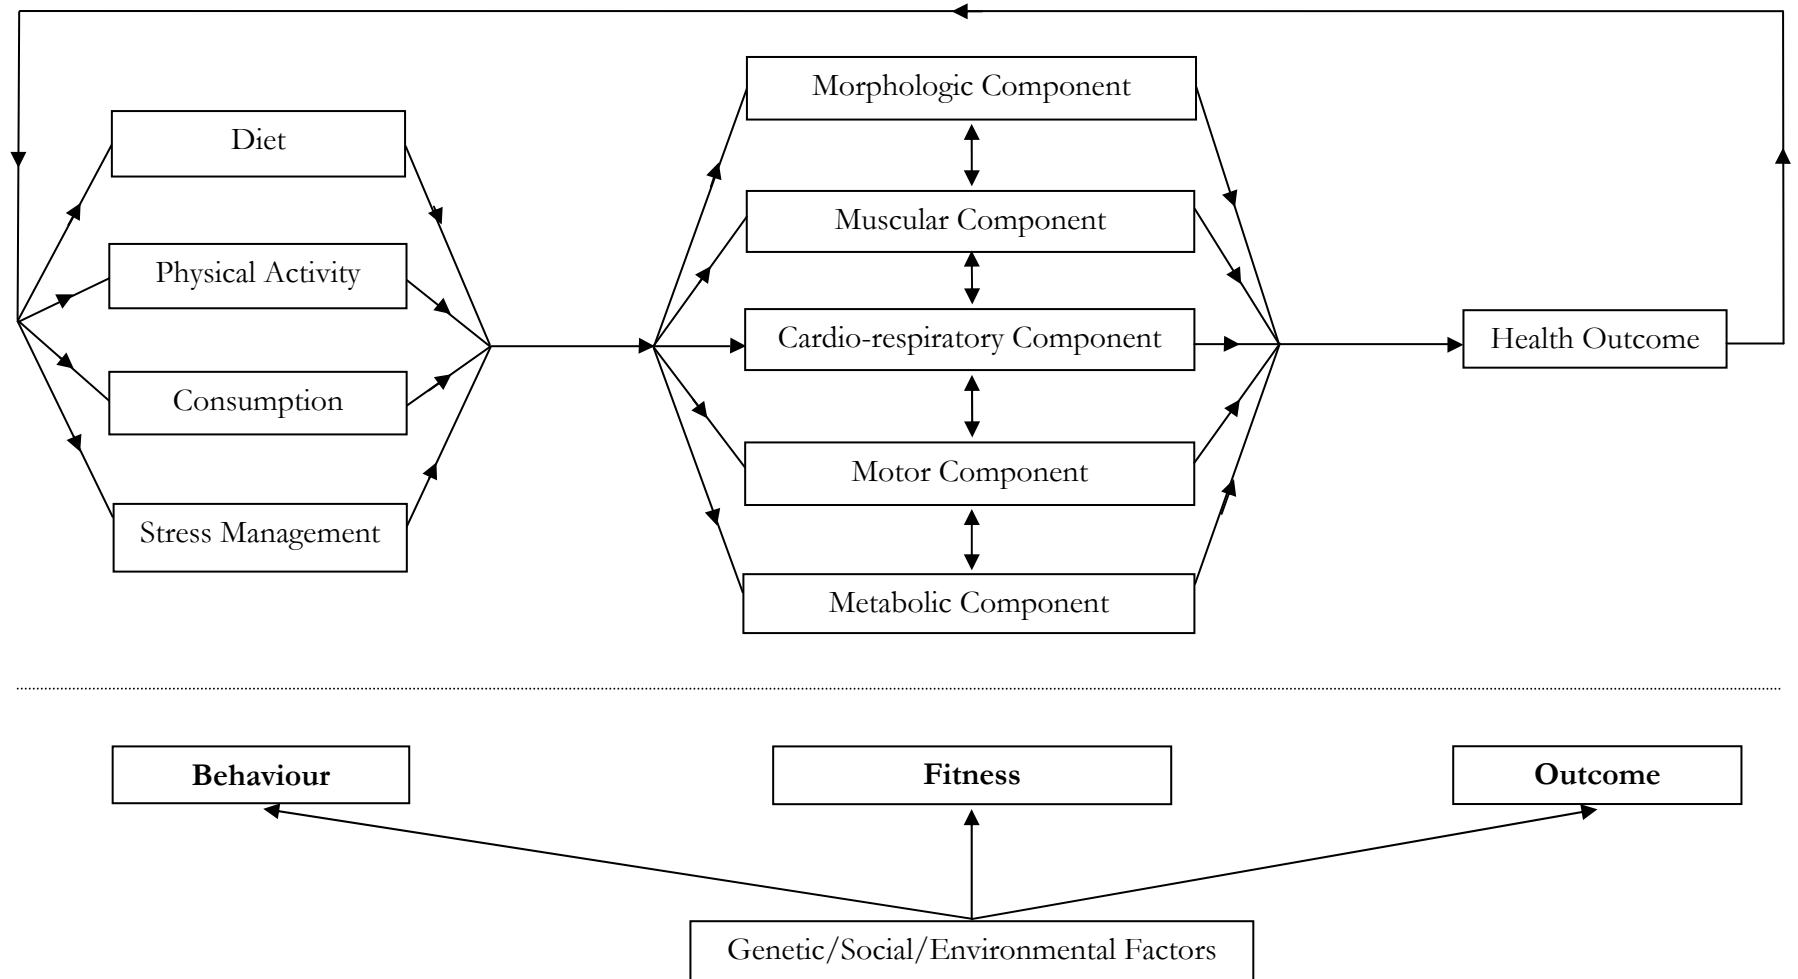 Morphologic Component
Diet
Muscular Component
Physical Activity
Cardio-respiratory Component
Health Outcome
Consumption
Motor Component
Stress Management
Metabolic Component
Behaviour
Fitness
Outcome
Genetic/Social/Environmental Factors